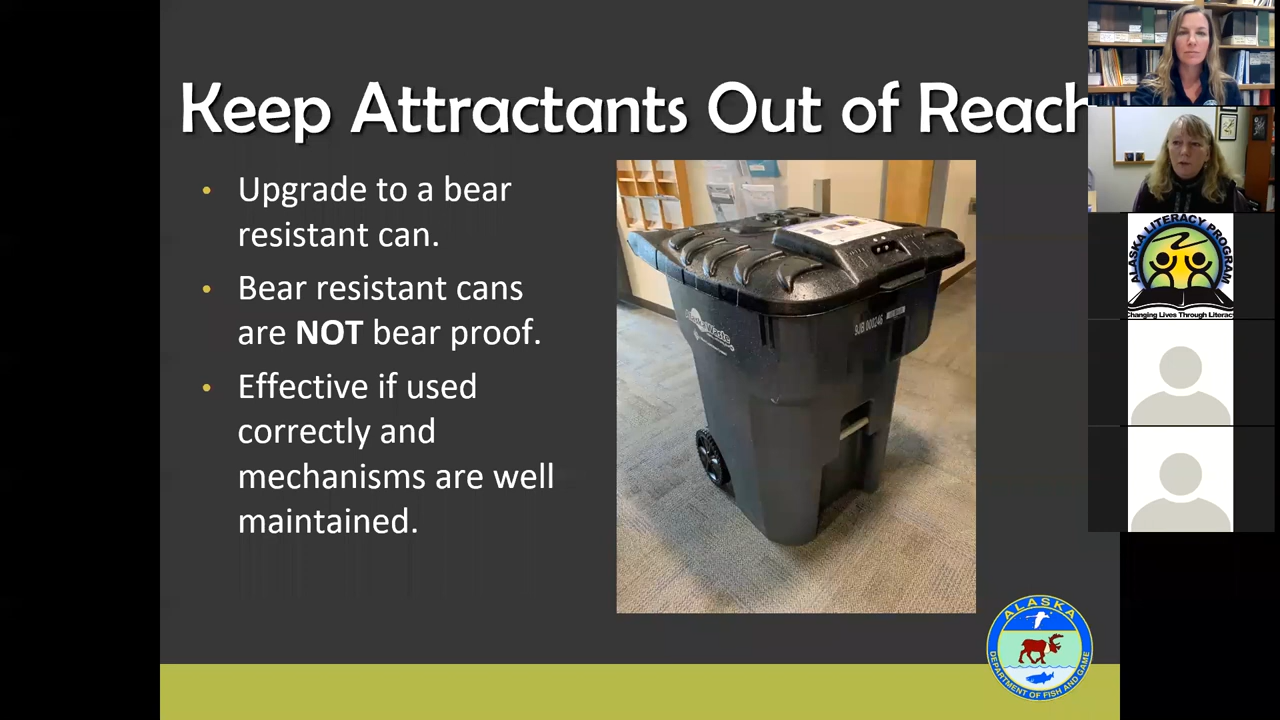 Keep Attractants Out of Reach
• Upgrade to a bear
resistant can.
• Bear resistant cans
are NOT bear proof.
• Effective if used
correctly and
mechanisms are well
maintained.
ALASKA LITERACY PROGRAM
Changing Lives Through Literac
ALASKA
DEPARTMENT OF FISH AND GAME